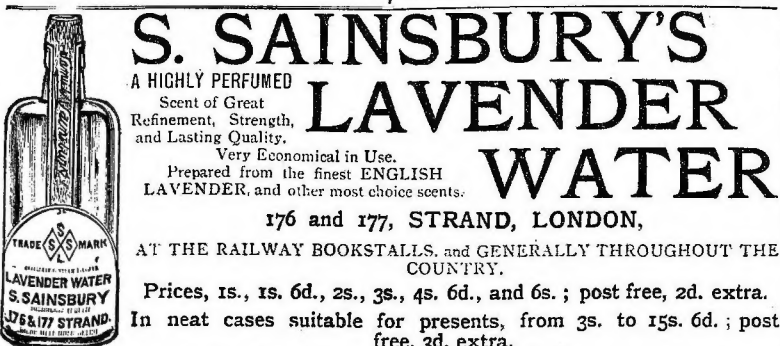 S. SAINSBURY'S
LAVENDER
WATER
A HIGHLY PERFUMED
Scent of Great
Refinement, Strength,
and Lasting Quality.
Very Economical in Use.
Prepared from the finest ENGLISH
LAVENDER, and other most choice scents.
176 and 177, STRAND, LONDON,
AT THE RAILWAY BOOKSTALLS, and GENERALLY THROUGHOUT THE
COUNTRY.
Prices, 1s., 1s. 6d., 2s., 3s., 4s. 6d., and 6s. ; post free, 2d. extra.
In neat cases suitable for presents, from 3s. to 15s. 6d. ; post
free, 3d. extra.
S
TRADE S S MARK
L
LAVENDER WATER
S. SAINSBURY
176 & 177 STRAND.